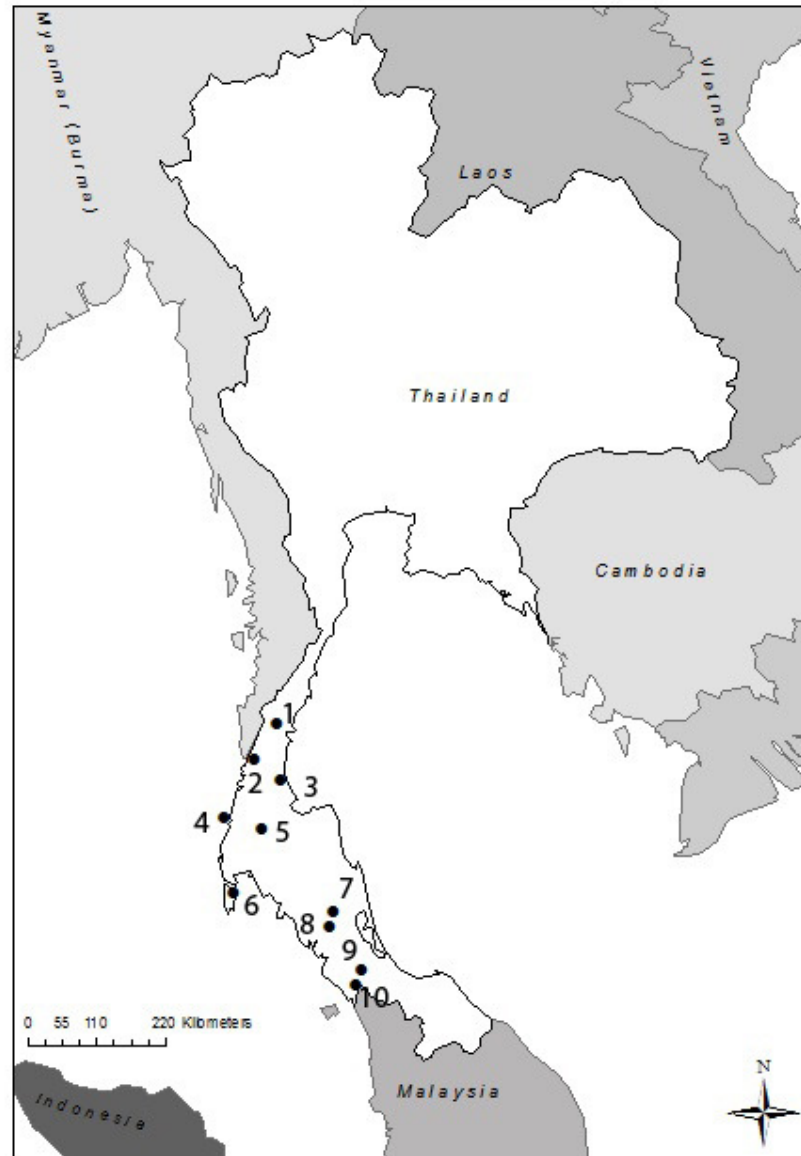 Myanmar (Burma)
Vietnam
Laos
Thailand
Cambodia
1
2
3
4
5
6
7
8
9
10
0 55 110 220 Kilometers
N
Malaysia
Indonesia